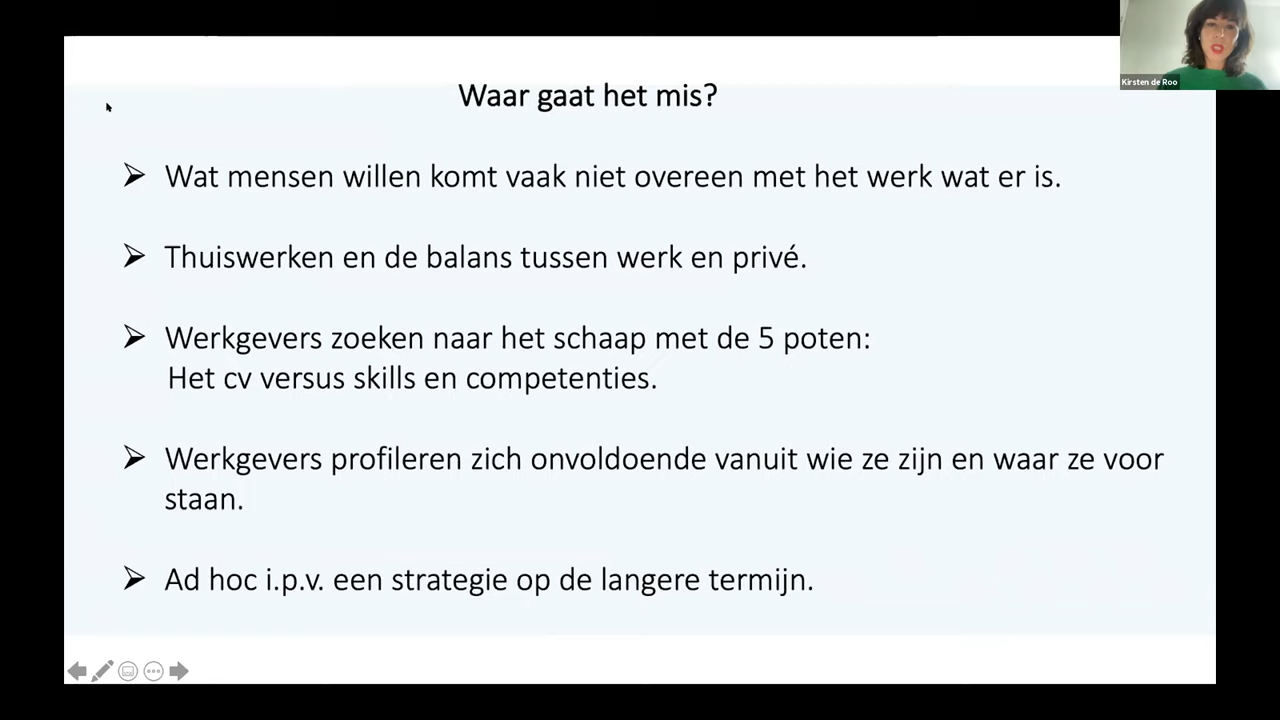 Kirsten de Roo
Waar gaat het mis?
Wat mensen willen komt vaak niet overeen met het werk wat er is.
Thuiswerken en de balans tussen werk en privé.
Werkgevers zoeken naar het schaap met de 5 poten:
Het cv versus skills en competenties.
Werkgevers profileren zich onvoldoende vanuit wie ze zijn en waar ze voor
staan.
Ad hoc i.p.v. een strategie op de langere termijn.